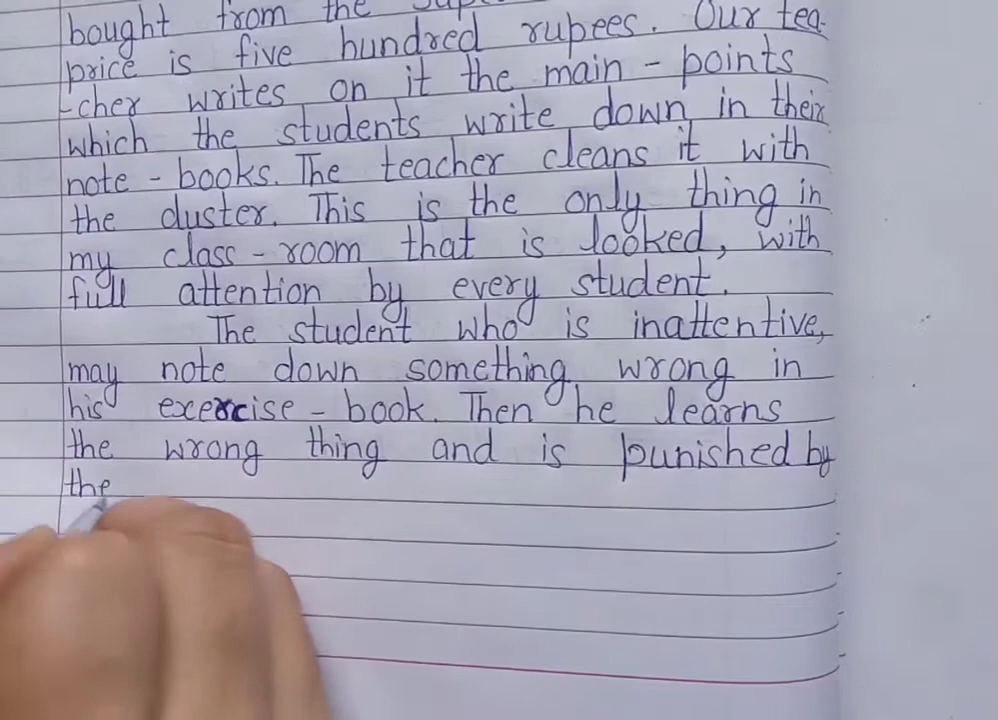 bought from the
price is five hundred rupees. Our tea-
-cher writes on it the main - points
which the students write down in their
note - books. The teacher cleans it with
the duster. This is the only thing in
my class - room that is looked, with
full attention by every student.
The student who is inattentive,
may note down something wrong in
his exercise - book. Then he learns
the wrong thing and is punished by
the